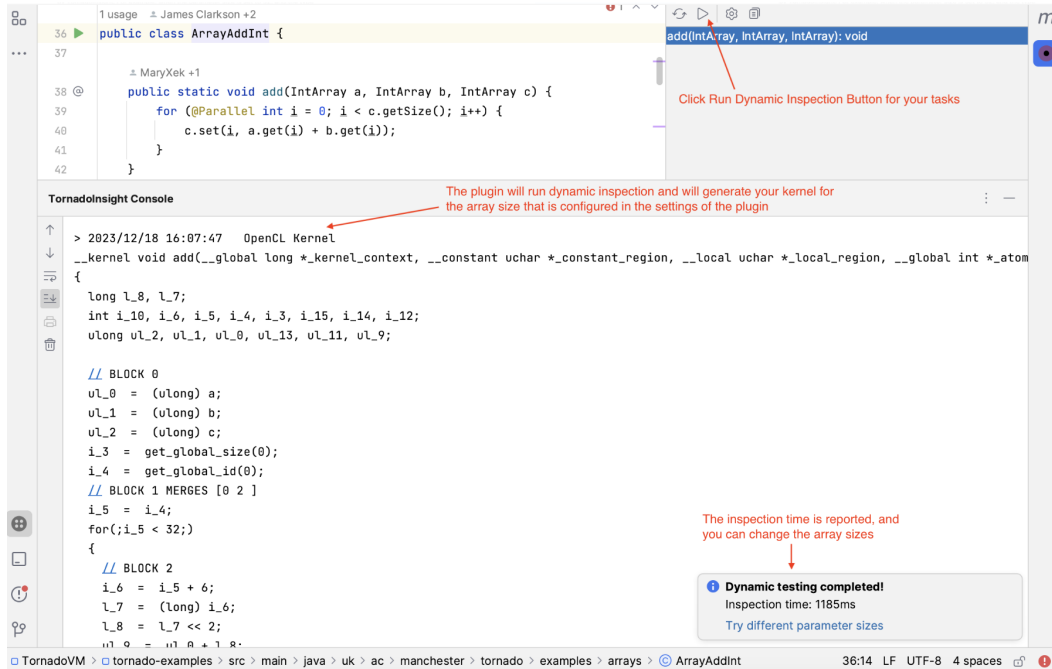 1 usage   James Clarkson +2
1
36 public class ArrayAddInt {
add(IntArray, IntArray, IntArray): void
37
MaryXek +1
38 @ public static void add(IntArray a, IntArray b, IntArray c) {
Click Run Dynamic Inspection Button for your tasks
39 for (@Parallel int i = 0; i < c.getSize(); i++) {
40 c.set(i, a.get(i) + b.get(i));
41 }
42 }
TornadoInsight Console
The plugin will run dynamic inspection and will generate your kernel for
the array size that is configured in the settings of the plugin
> 2023/12/18 16:07:47   OpenCL Kernel
__kernel void add(__global long *_kernel_context, __constant uchar *_constant_region, __local uchar *_local_region, __global int *_atom
{
long l_8, l_7;
int i_10, i_6, i_5, i_4, i_3, i_15, i_14, i_12;
ulong ul_2, ul_1, ul_0, ul_13, ul_11, ul_9;
// BLOCK 0
ul_0  =  (ulong) a;
ul_1  =  (ulong) b;
ul_2  =  (ulong) c;
i_3  =  get_global_size(0);
i_4  =  get_global_id(0);
// BLOCK 1 MERGES [0 2 ]
i_5  =  i_4;
for(;i_5 < 32;)
{
// BLOCK 2
i_6  =  i_5 + 6;
l_7  =  (long) i_6;
l_8  =  l_7 << 2;
ul_9  =  ul_0 + l_8;
The inspection time is reported, and
you can change the array sizes
Dynamic testing completed!
Inspection time: 1185ms
Try different parameter sizes
TornadoVM > tornado-examples > src > main > java > uk > ac > manchester > tornado > examples > arrays > ArrayAddInt
36:14 LF UTF-8 4 spaces